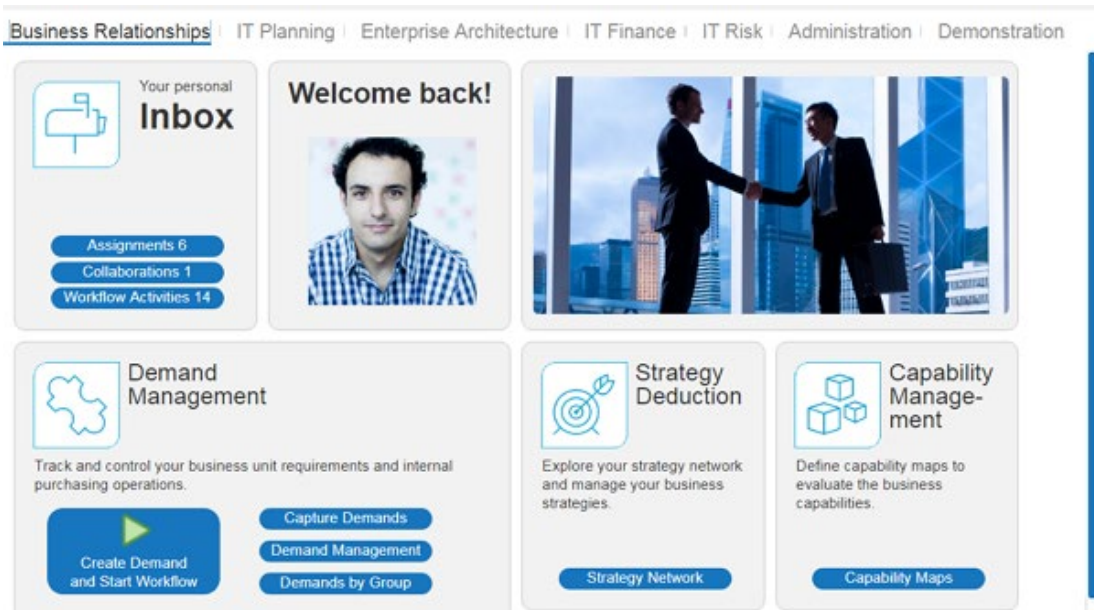 Business Relationships IT Planning Enterprise Architecture IT Finance IT Risk Administration Demonstration
Your personal
Inbox
Assignments 6
Collaborations 1
Workflow Activities 14
Welcome back!
Demand
Management
Track and control your business unit requirements and internal
purchasing operations.
Create Demand
and Start Workflow
Capture Demands
Demand Management
Demands by Group
Strategy
Deduction
Explore your strategy network
and manage your business
strategies.
Strategy Network
Capability
Manage-
ment
Define capability maps to
evaluate the business
capabilities.
Capability Maps